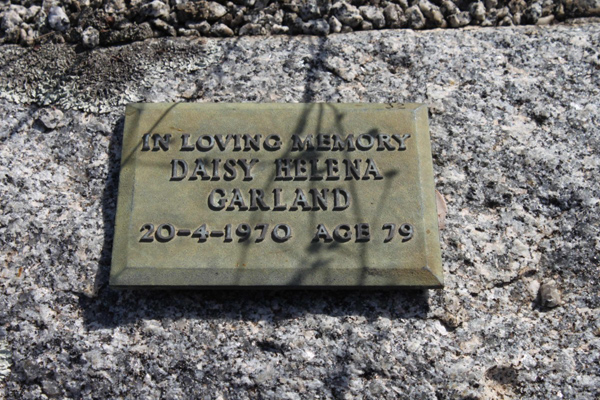 IN LOVING MEMORY
DAISY HELENA
GARLAND
20-4-1970 AGE 79